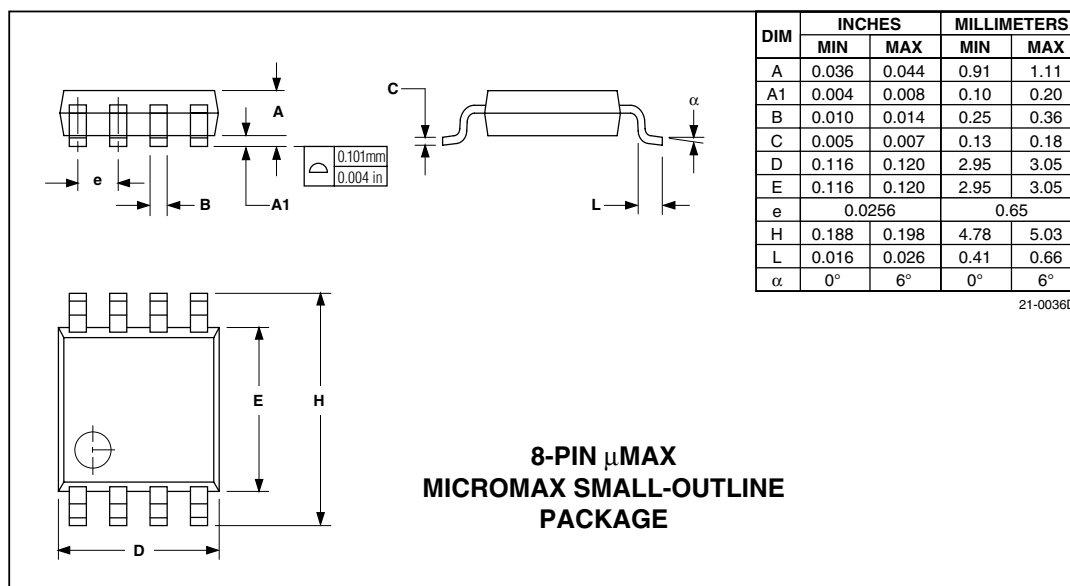 DIM INCHES MILLIMETERS
MIN MAX MIN MAX
A 0.036 0.044 0.91 1.11
A1 0.004 0.008 0.10 0.20
B 0.010 0.014 0.25 0.36
C 0.005 0.007 0.13 0.18
D 0.116 0.120 2.95 3.05
E 0.116 0.120 2.95 3.05
e 0.0256 0.65
H 0.188 0.198 4.78 5.03
L 0.016 0.026 0.41 0.66
α 0° 6° 0° 6°
21-0036D
A
C
α
0.101mm
0.004 in
e
B
A1
L
E
H
D
8-PIN µMAX
MICROMAX SMALL-OUTLINE
PACKAGE